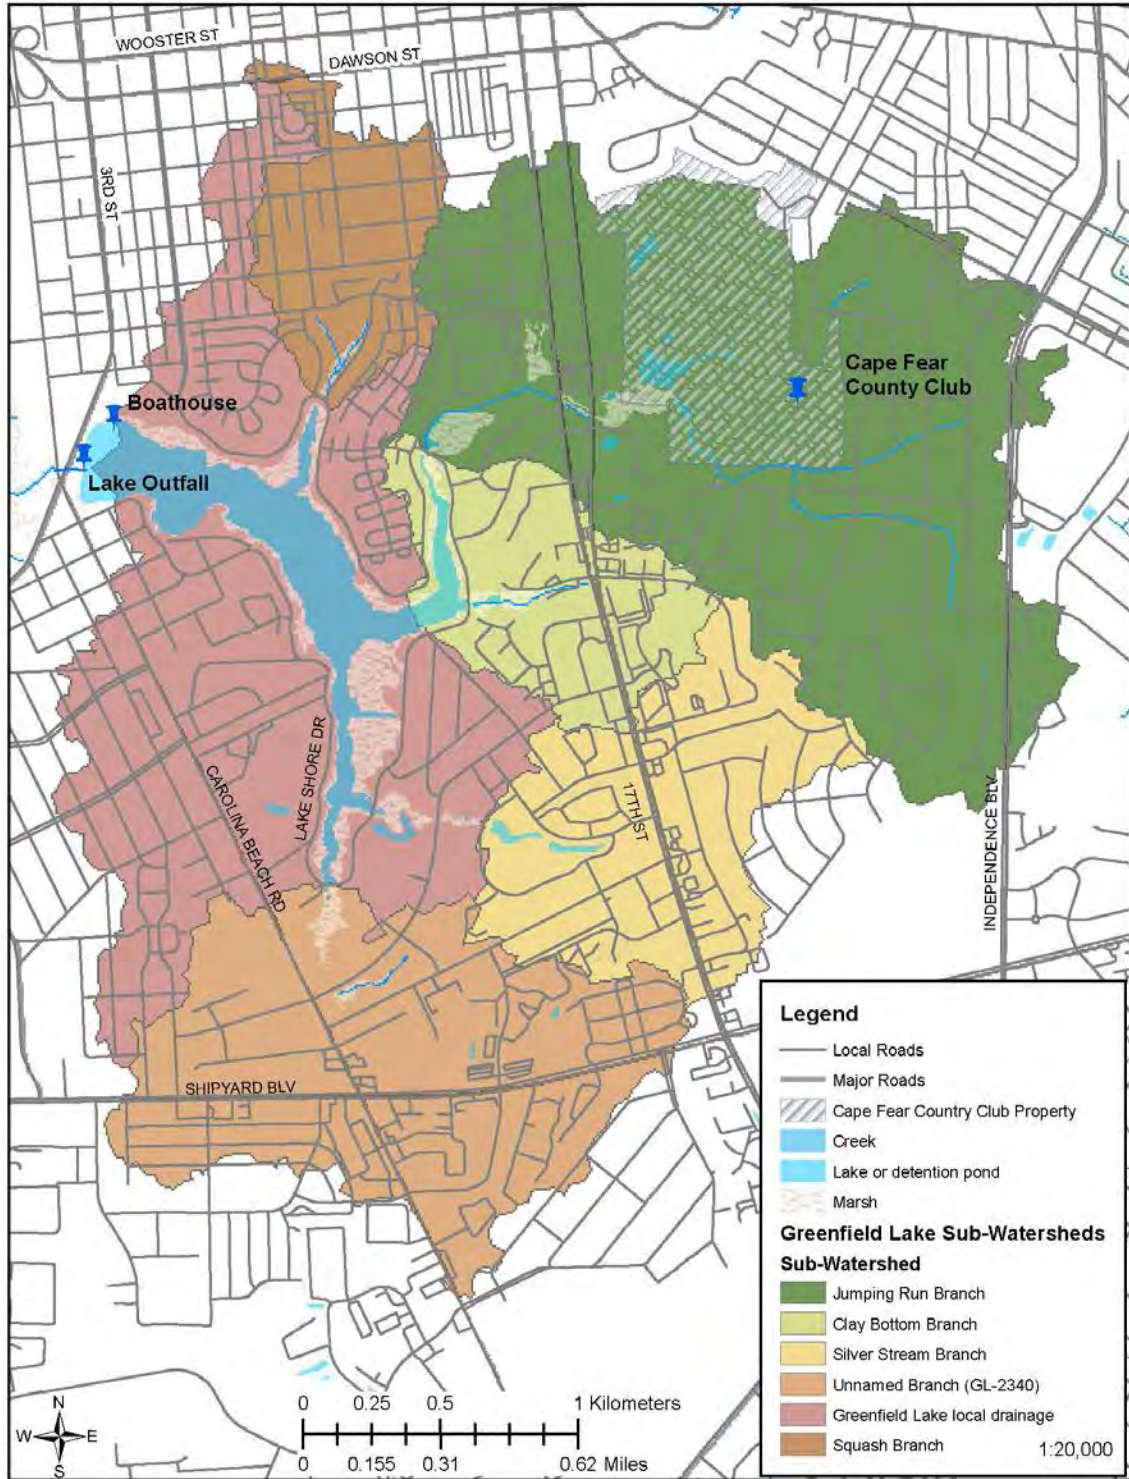 WOOSTER ST
DAWSON ST
3RD ST
Boathouse
Lake Outfall
Cape Fear
County Club
LAKE SHORE DR
CAROLINA BEACH RD
17TH ST
INDEPENDENCE BLV
SHIPYARD BLV
Legend
Local Roads
Major Roads
Cape Fear Country Club Property
Creek
Lake or detention pond
Marsh
Greenfield Lake Sub-Watersheds
Sub-Watershed
Jumping Run Branch
Clay Bottom Branch
Silver Stream Branch
Unnamed Branch (GL-2340)
Greenfield Lake local drainage
Squash Branch
1:20,000
N
W E
S
0 0.25 0.5 1 Kilometers
0 0.155 0.31 0.62 Miles